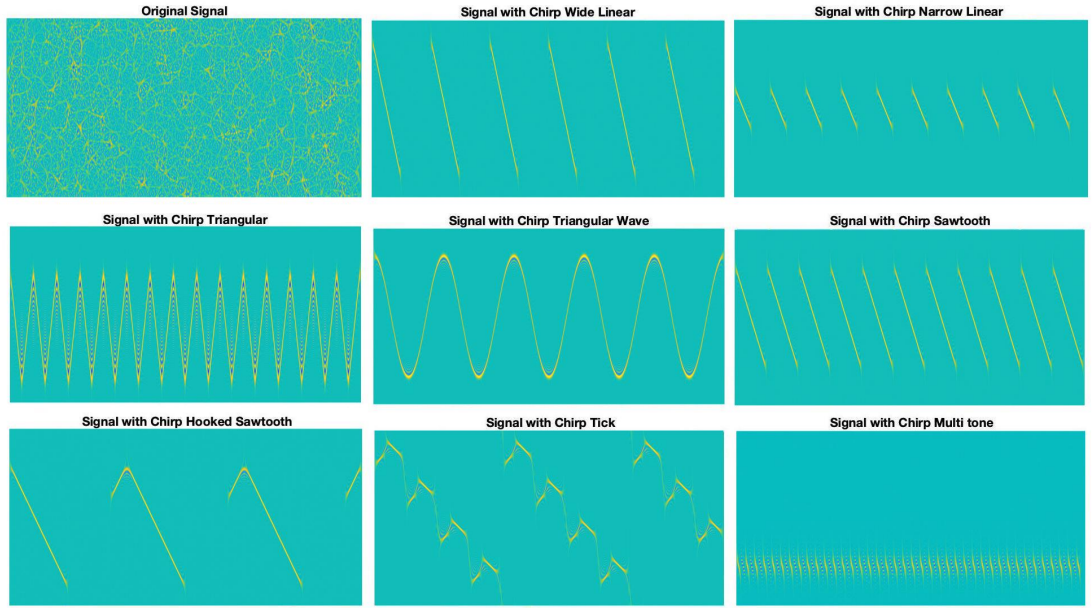 Original Signal
Signal with Chirp Wide Linear
Signal with Chirp Narrow Linear
Signal with Chirp Triangular
Signal with Chirp Triangular Wave
Signal with Chirp Sawtooth
Signal with Chirp Hooked Sawtooth
Signal with Chirp Tick
Signal with Chirp Multi tone